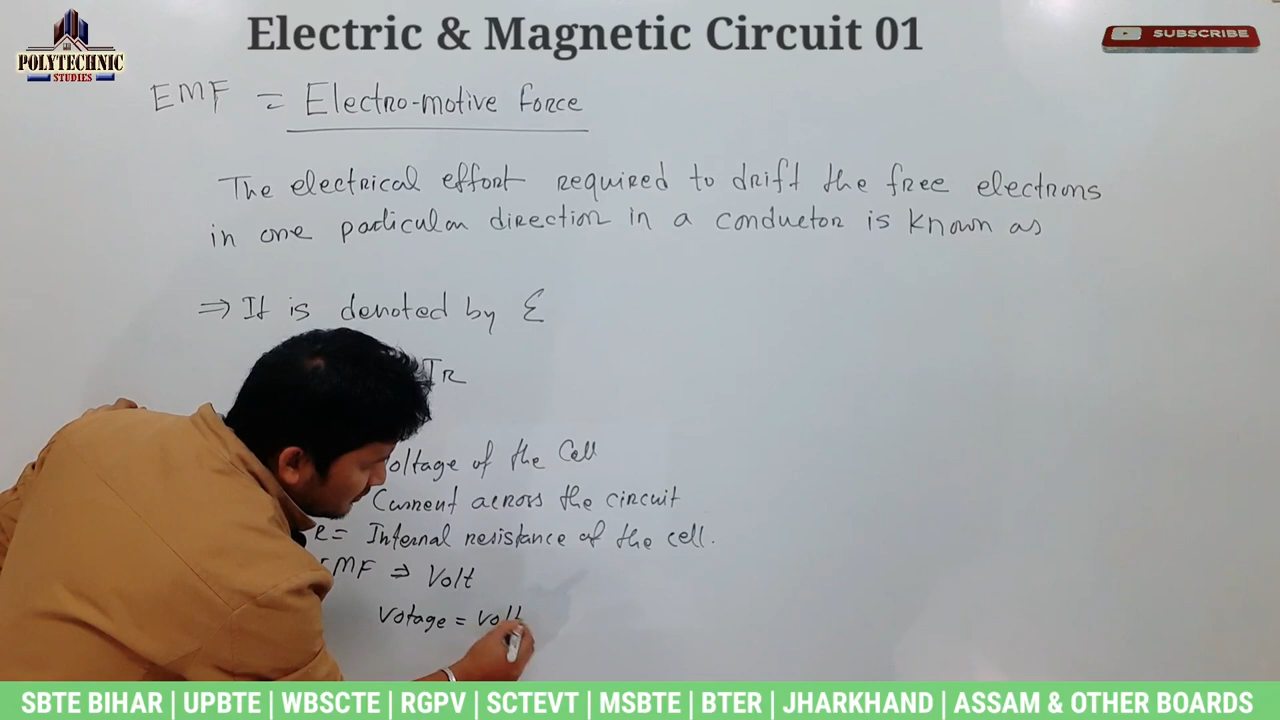 Electric & Magnetic Circuit 01
POLYTECHNIC
STUDIES
SUBSCRIBE
EMF = Electro-motive force
The electrical effort required to drift the free electrons
in one particular direction in a conductor is known as
⇒ It is denoted by ℰ
IR
oltage of the Cell
Current across the circuit
R = Internal resistance of the cell.
EMF ⇒ Volt
Votage = Volt
SBTE BIHAR | UPBTE | WBSCTE | RGPV | SCTEVT | MSBTE | BTER | JHARKHAND | ASSAM & OTHER BOARDS